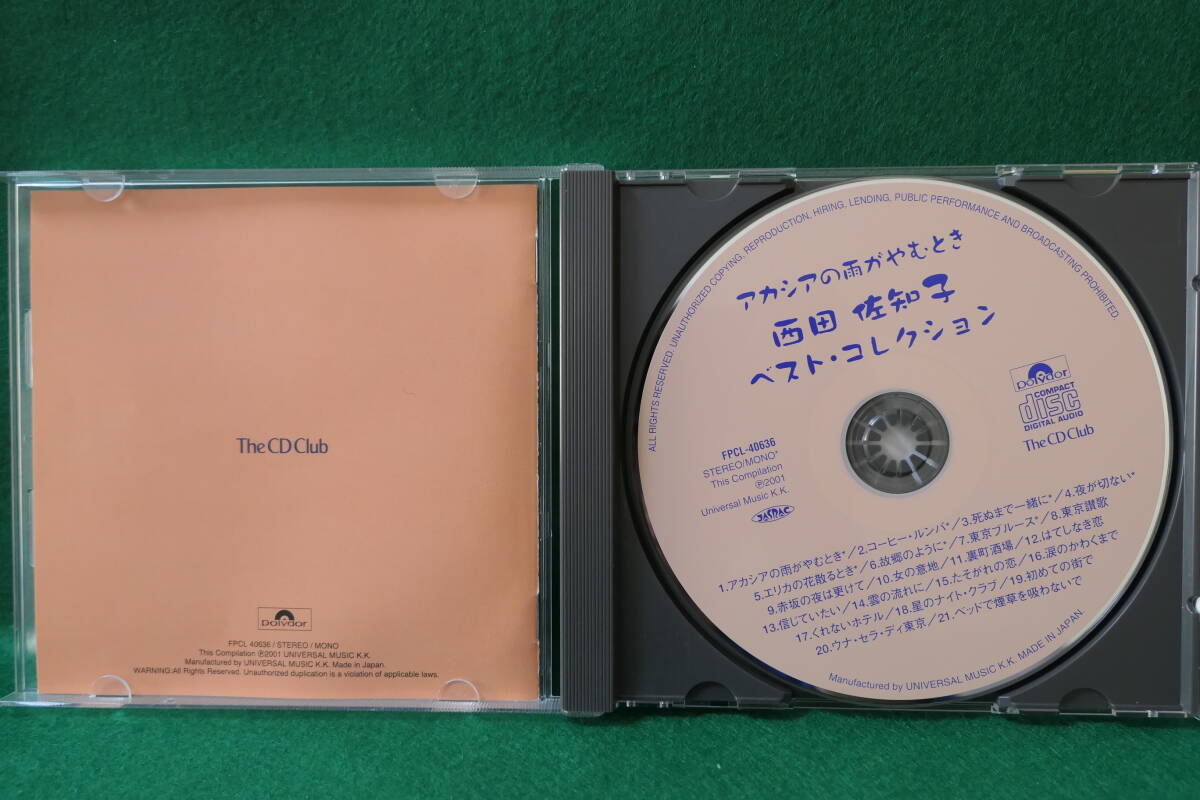 The CD Club
polydor
FPCL 40636 / STEREO / MONO
This Compilation ℗2001 UNIVERSAL MUSIC K.K.
Manufactured by UNIVERSAL MUSIC K.K. Made in Japan.
WARNING:All Rights Reserved. Unauthorized duplication is a violation of applicable laws.
ALL RIGHTS RESERVED. UNAUTHORIZED COPYING, REPRODUCTION, HIRING, LENDING, PUBLIC PERFORMANCE AND BROADCASTING PROHIBITED.
アカシアの雨がやむとき
西田 佐知子
ベスト・コレクション
polydor
COMPACT
disc
DIGITAL AUDIO
The CD Club
FPCL-40636
STEREO/MONO*
This Compilation
℗2001
Universal Music K.K.
JASRAC
1.アカシアの雨がやむとき*/2.コーヒー・ルンバ*/3.死ぬまで一緒に*/4.夜が切ない*
5.エリカの花散るとき*/6.故郷のように*/7.東京ブルース*/8.東京讃歌
9.赤坂の夜は更けて/10.女の意地/11.裏町酒場/12.はてしなき恋
13.信じていたい/14.雲の流れに/15.たそがれの恋/16.涙のかわくまで
17.くれないホテル/18.星のナイト・クラブ/19.初めての街で
20.ウナ・セラ・ディ東京/21.ベッドで煙草を吸わないで
Manufactured by UNIVERSAL MUSIC K.K. MADE IN JAPAN.